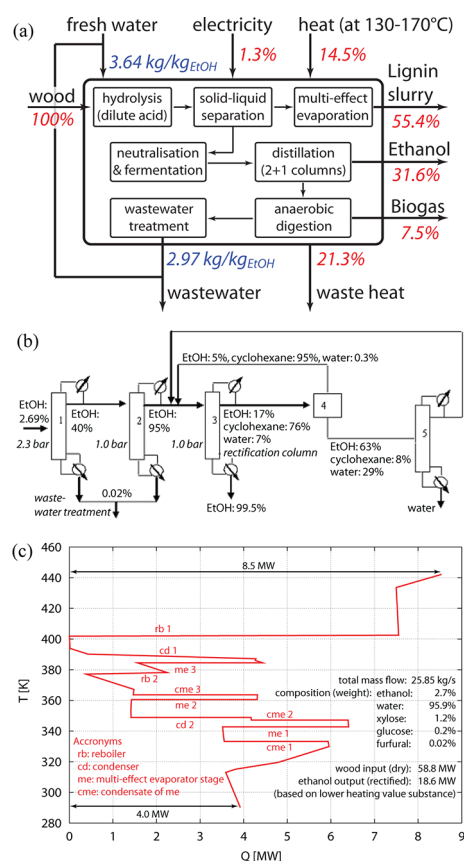 (a)
fresh water
electricity
heat (at 130-170°C)
3.64 kg/kgEtOH
1.3%
14.5%
wood
100%
hydrolysis
(dilute acid)
solid-liquid
separation
multi-effect
evaporation
Lignin
slurry
55.4%
neutralisation
& fermentation
distillation
(2+1 columns)
Ethanol
31.6%
wastewater
treatment
anaerobic
digestion
Biogas
7.5%
2.97 kg/kgEtOH
21.3%
wastewater
waste heat
(b)
EtOH: 5%, cyclohexane: 95%, water: 0.3%
EtOH:
2.69%
2.3 bar
1
EtOH:
40%
1.0 bar
2
EtOH:
95%
1.0 bar
3
EtOH: 17%
cyclohexane: 76%
water: 7%
rectification column
4
5
EtOH: 63%
cyclohexane: 8%
water: 29%
waste-
water treatment
0.02%
EtOH: 99.5%
water
(c)
460
440
420
400
380
360
340
320
300
280
T [K]
8.5 MW
rb 1
cd 1
me 3
rb 2
cme 3
me 2
cme 2
cd 2
me 1
cme 1
total mass flow: 25.85 kg/s
composition (weight): ethanol: 2.7%
water: 95.9%
xylose: 1.2%
glucose: 0.2%
furfural: 0.02%
wood input (dry): 58.8 MW
ethanol output (rectified): 18.6 MW
(based on lower heating value substance)
Accronyms
rb: reboiler
cd: condenser
me: multi-effect evaporator stage
cme: condensate of me
4.0 MW
0 1 2 3 4 5 6 7 8 9
Q [MW]